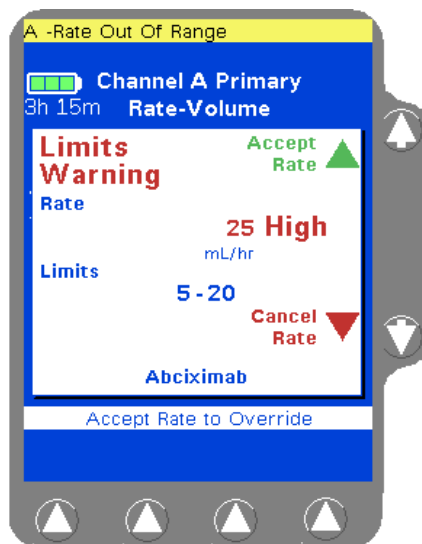 A -Rate Out Of Range
Channel A Primary
3h 15m Rate-Volume
Limits Warning
Accept Rate
Rate
25 High
mL/hr
Limits
5-20
Cancel Rate
Abciximab
Accept Rate to Override